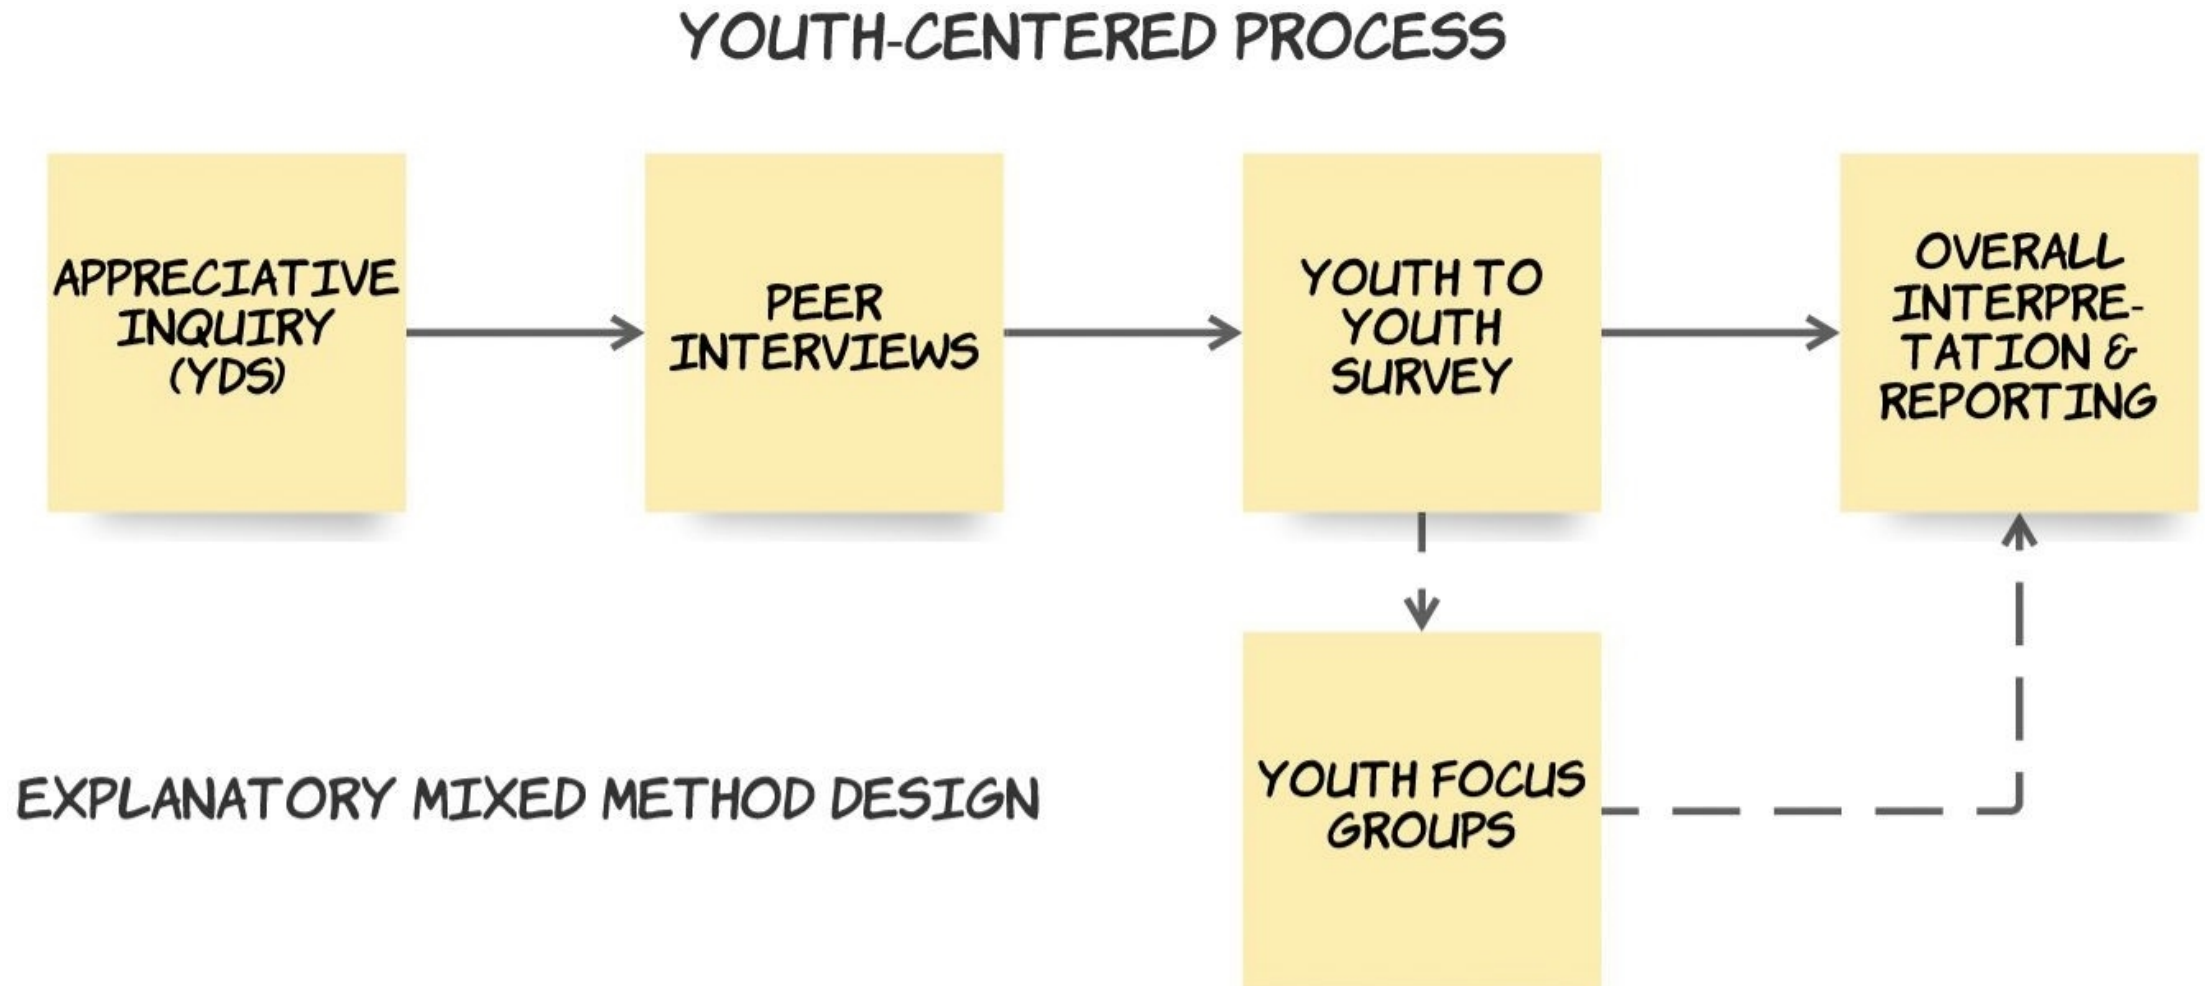 YOUTH-CENTERED PROCESS
APPRECIATIVE
INQUIRY
(YDS)
PEER
INTERVIEWS
YOUTH TO
YOUTH
SURVEY
OVERALL
INTERPRE-
TATION &
REPORTING
EXPLANATORY MIXED METHOD DESIGN
YOUTH FOCUS
GROUPS